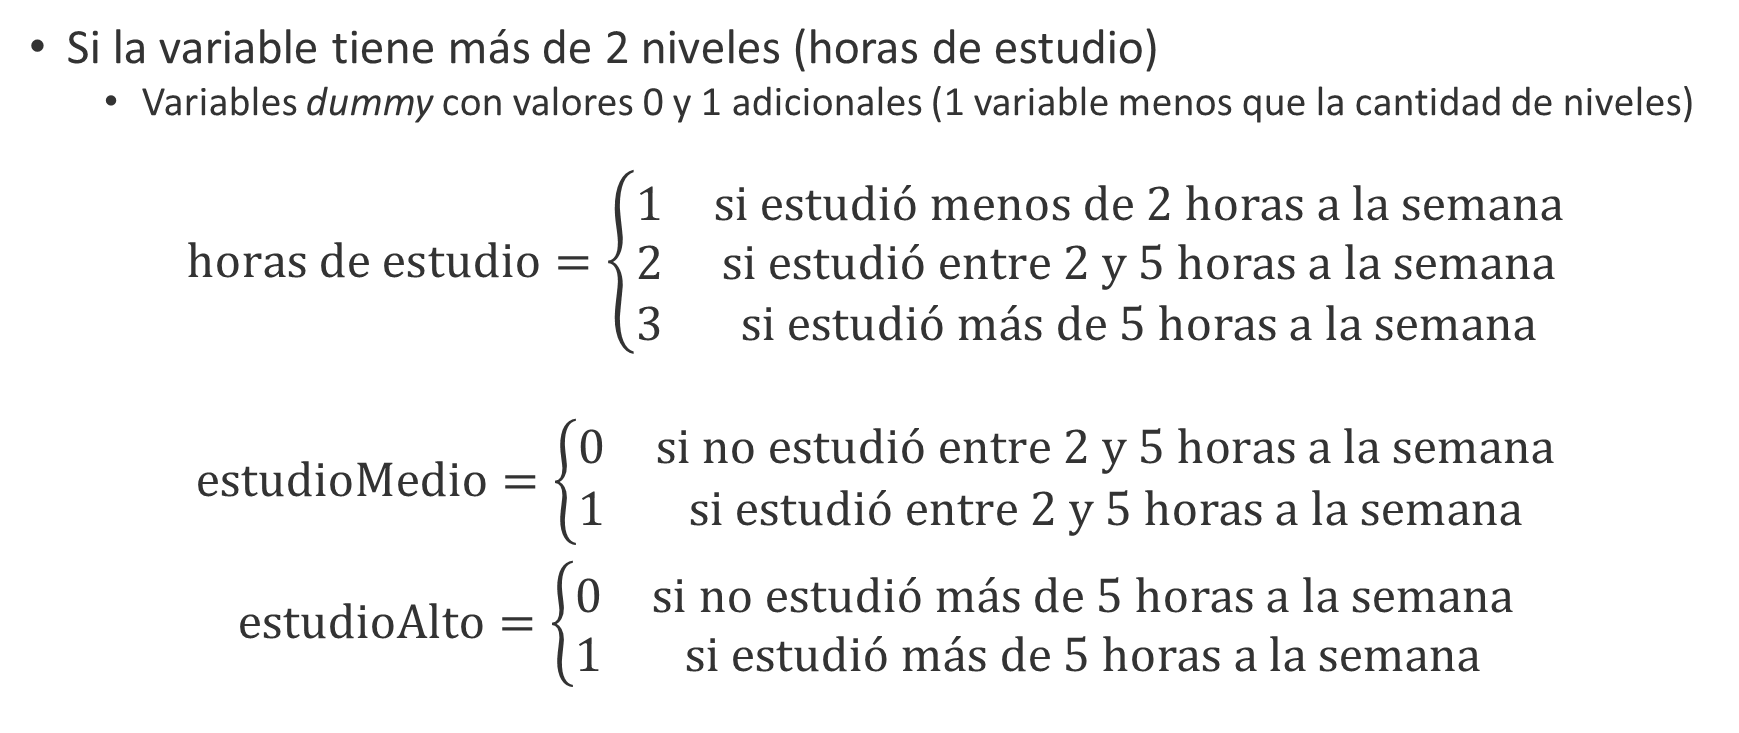 • Si la variable tiene más de 2 niveles (horas de estudio)
• Variables dummy con valores 0 y 1 adicionales (1 variable menos que la cantidad de niveles)
1 si estudió menos de 2 horas a la semana
horas de estudio = { 2 si estudió entre 2 y 5 horas a la semana
3 si estudió más de 5 horas a la semana
0 si no estudió entre 2 y 5 horas a la semana
estudioMedio = {
1 si estudió entre 2 y 5 horas a la semana
0 si no estudió más de 5 horas a la semana
estudioAlto = {
1 si estudió más de 5 horas a la semana